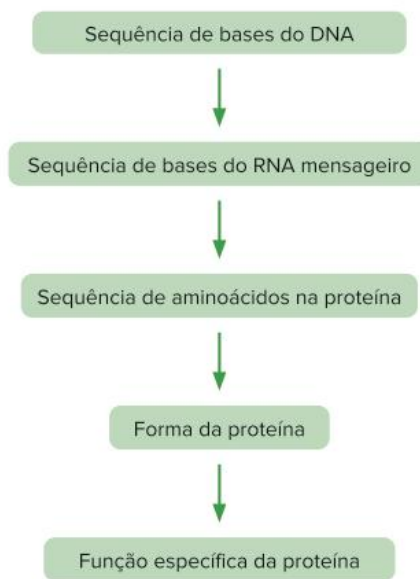 Sequência de bases do DNA
Sequência de bases do RNA mensageiro
Sequência de aminoácidos na proteína
Forma da proteína
Função específica da proteína